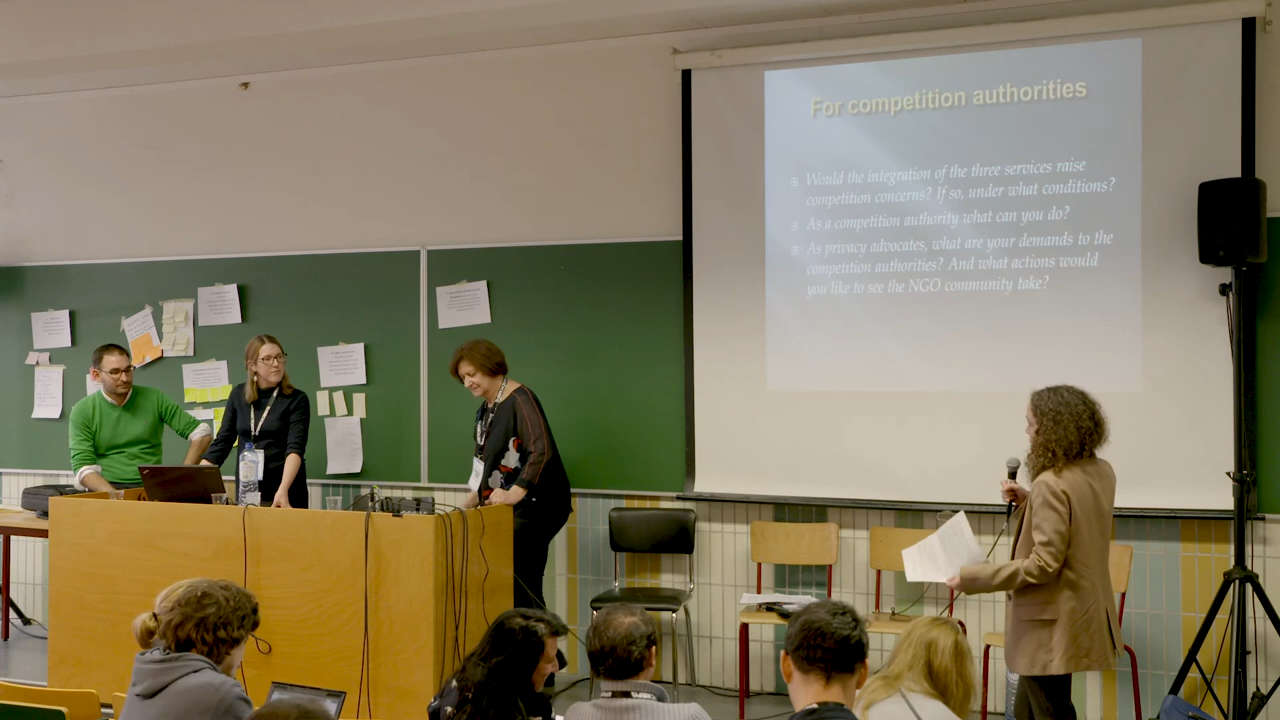 For competition authorities
Would the integration of the three services raise
competition concerns? If so, under what conditions?
As a competition authority what can you do?
As privacy advocates, what are your demands to the
competition authorities? And what actions would
you like to see the NGO community take?